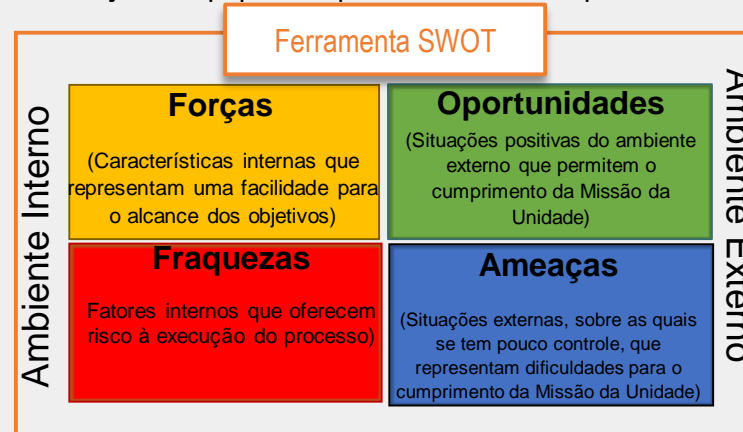 Ferramenta SWOT
Ambiente Interno
Forças
(Características internas que
representam uma facilidade para
o alcance dos objetivos)
Oportunidades
(Situações positivas do ambiente
externo que permitem o
cumprimento da Missão da
Unidade)
Fraquezas
Fatores internos que oferecem
risco à execução do processo)
Ameaças
(Situações externas, sobre as quais
se tem pouco controle, que
representam dificuldades para o
cumprimento da Missão da Unidade)
Ambiente Externo